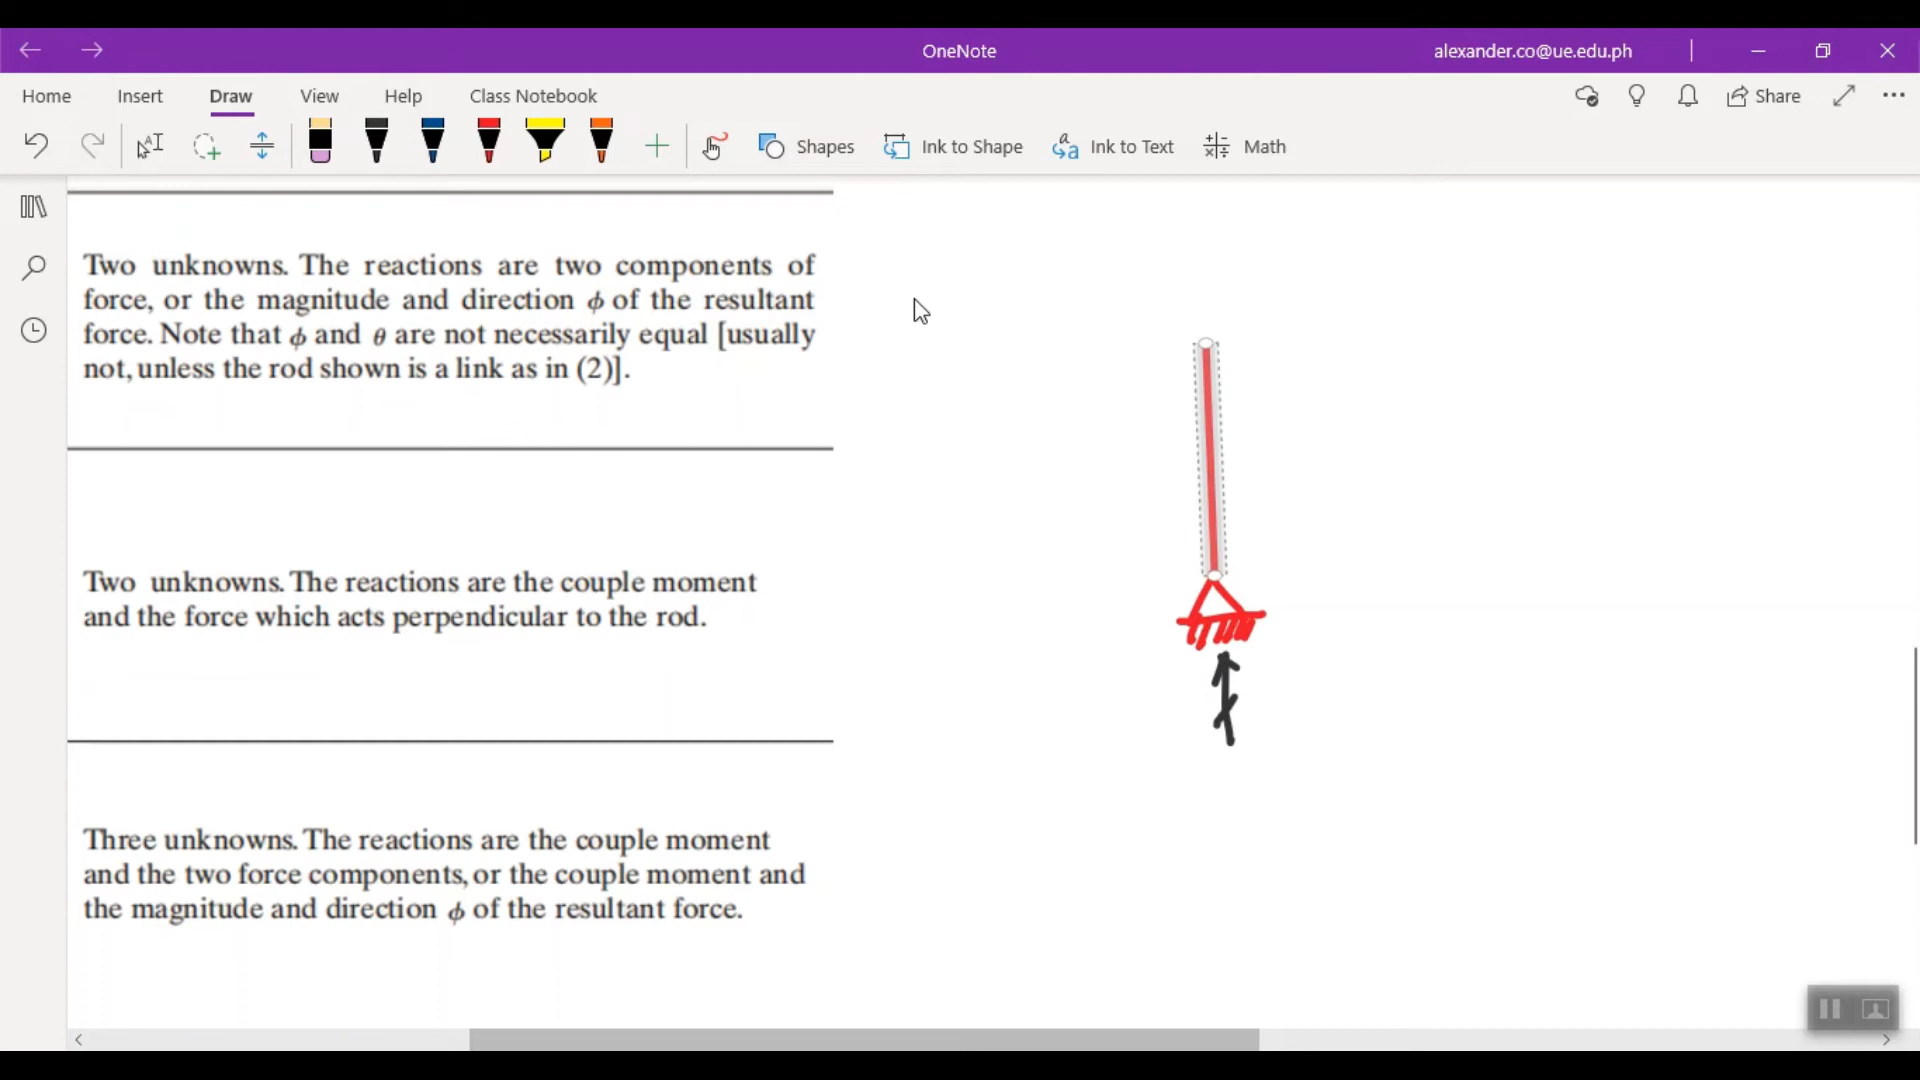 OneNote
alexander.co@ue.edu.ph
Home Insert Draw View Help Class Notebook
Share
Shapes Ink to Shape Ink to Text Math
Two unknowns. The reactions are two components of
force, or the magnitude and direction ϕ of the resultant
force. Note that ϕ and θ are not necessarily equal [usually
not, unless the rod shown is a link as in (2)].
Two unknowns. The reactions are the couple moment
and the force which acts perpendicular to the rod.
Three unknowns. The reactions are the couple moment
and the two force components, or the couple moment and
the magnitude and direction ϕ of the resultant force.